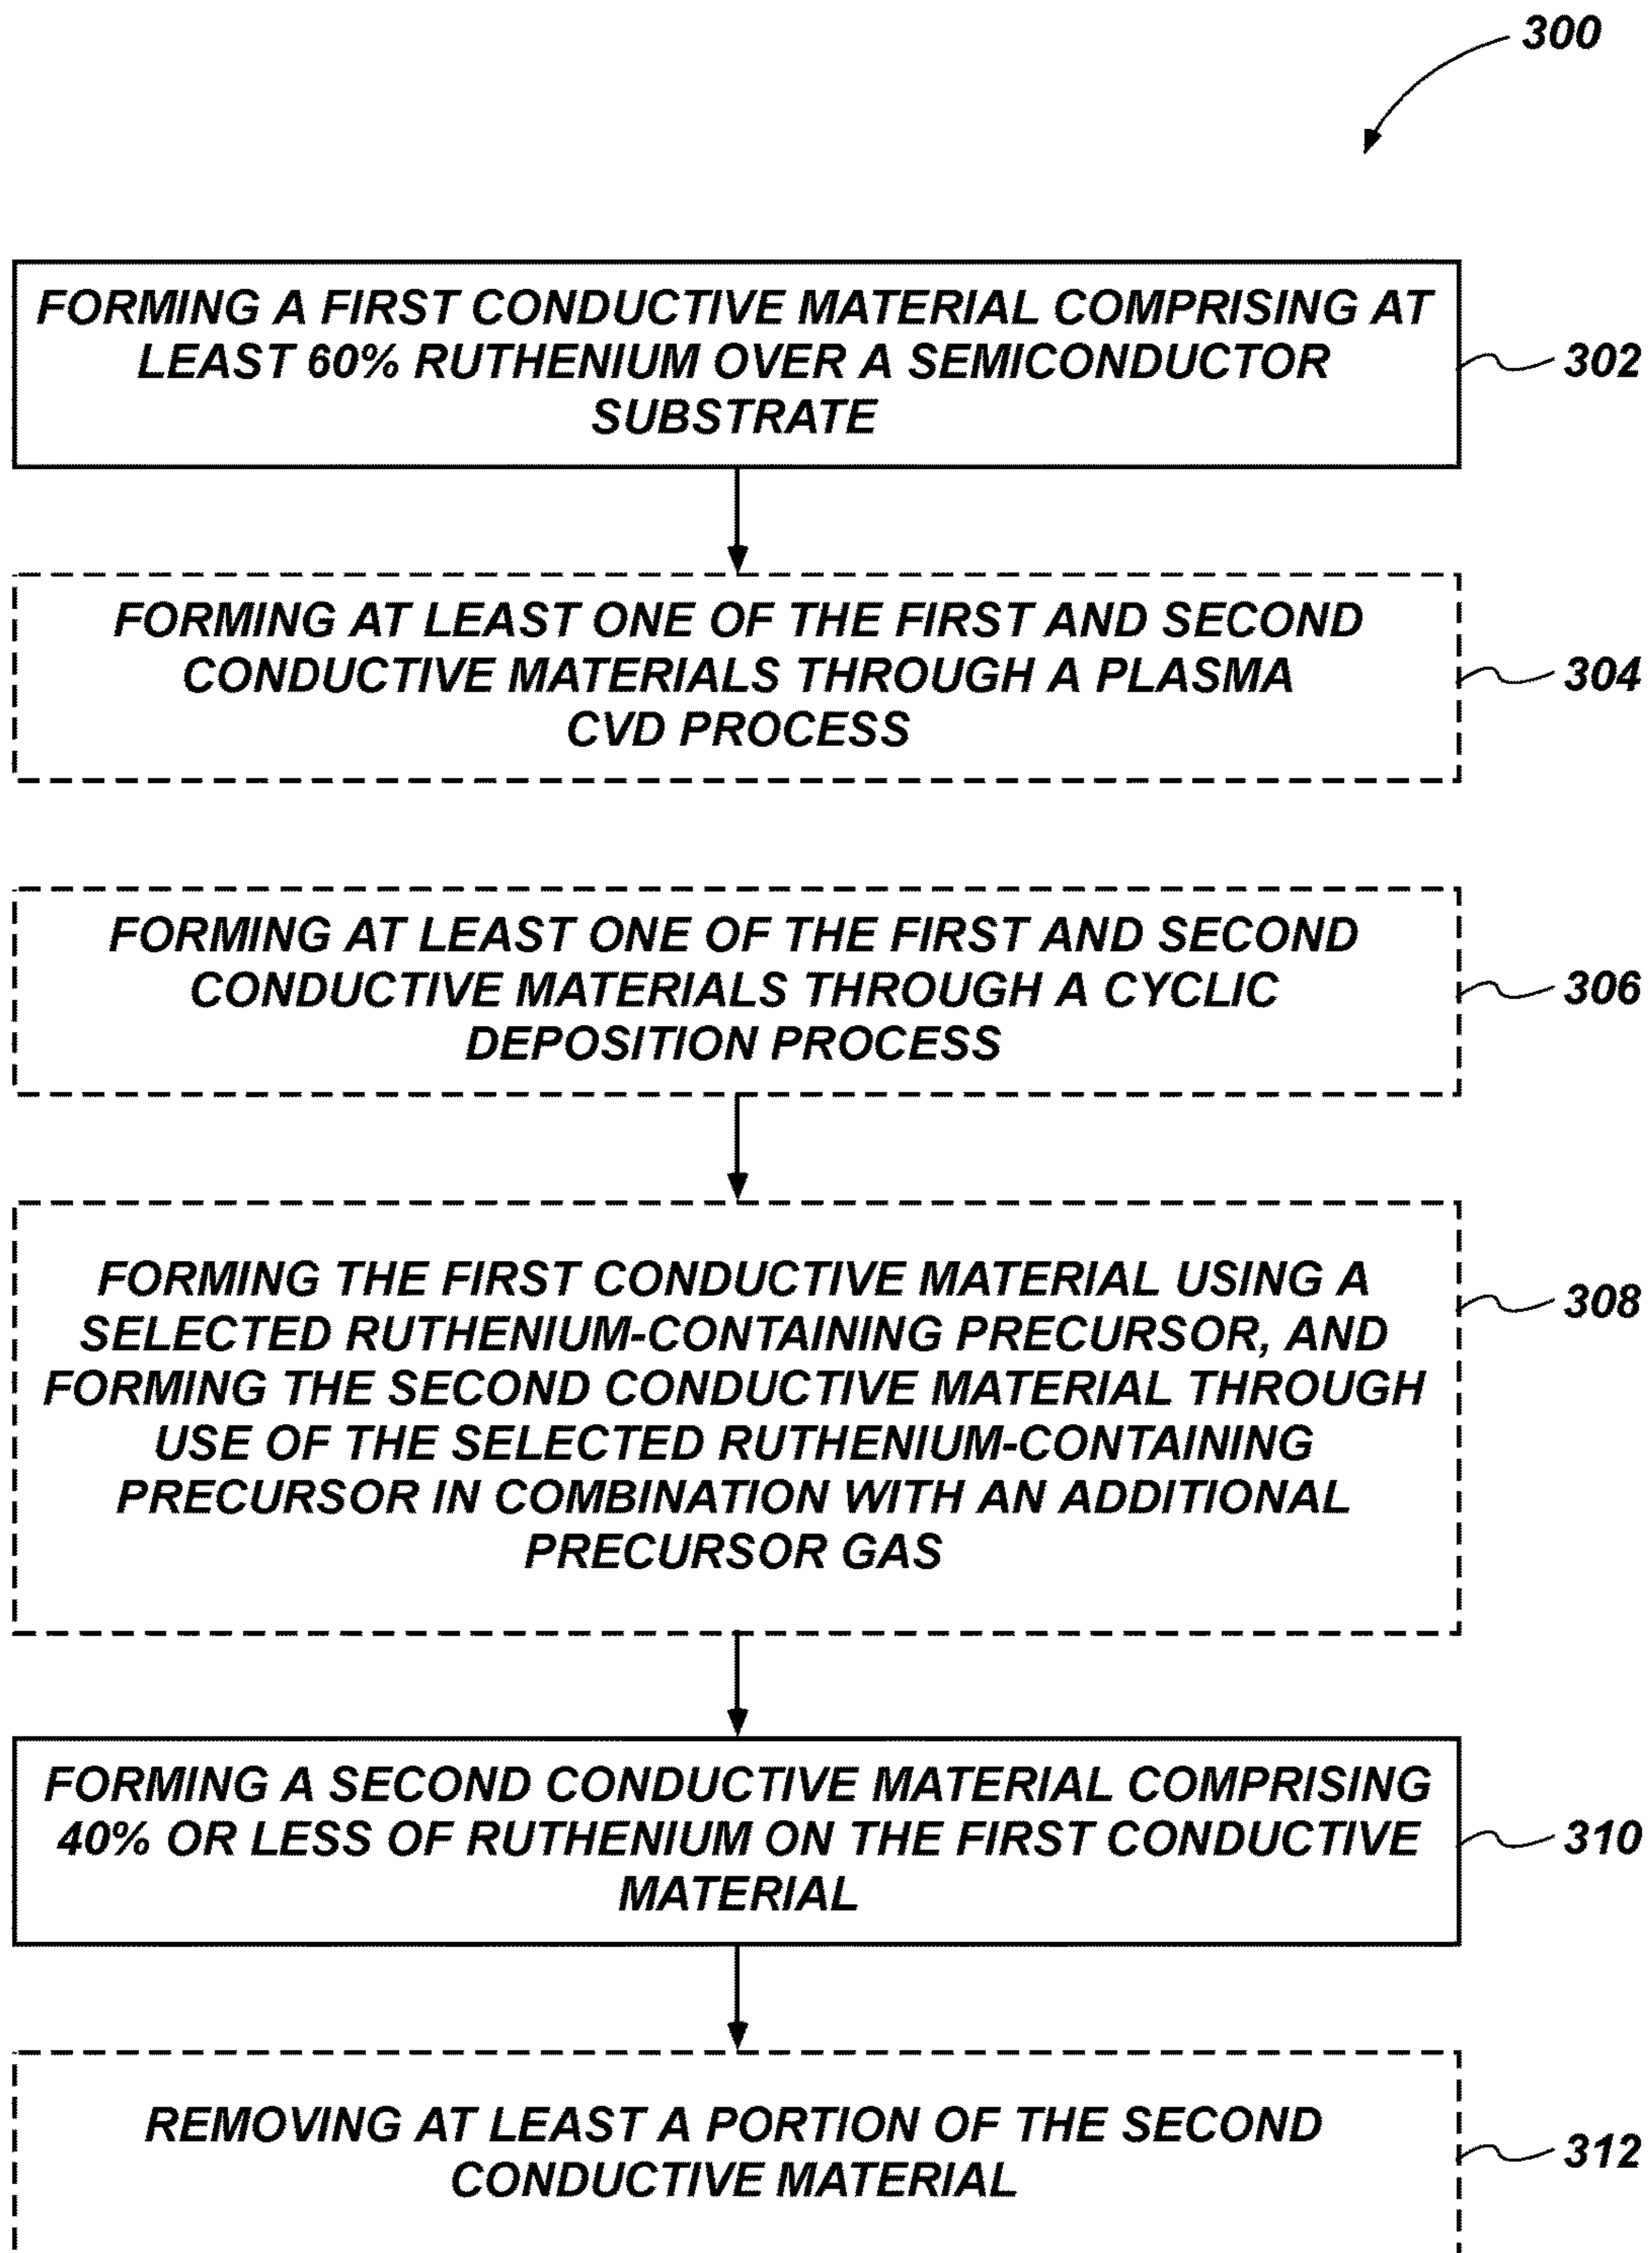 300
FORMING A FIRST CONDUCTIVE MATERIAL COMPRISING AT
LEAST 60% RUTHENIUM OVER A SEMICONDUCTOR
SUBSTRATE
302
FORMING AT LEAST ONE OF THE FIRST AND SECOND
CONDUCTIVE MATERIALS THROUGH A PLASMA
CVD PROCESS
304
FORMING AT LEAST ONE OF THE FIRST AND SECOND
CONDUCTIVE MATERIALS THROUGH A CYCLIC
DEPOSITION PROCESS
306
FORMING THE FIRST CONDUCTIVE MATERIAL USING A
SELECTED RUTHENIUM-CONTAINING PRECURSOR, AND
FORMING THE SECOND CONDUCTIVE MATERIAL THROUGH
USE OF THE SELECTED RUTHENIUM-CONTAINING
PRECURSOR IN COMBINATION WITH AN ADDITIONAL
PRECURSOR GAS
308
FORMING A SECOND CONDUCTIVE MATERIAL COMPRISING
40% OR LESS OF RUTHENIUM ON THE FIRST CONDUCTIVE
MATERIAL
310
REMOVING AT LEAST A PORTION OF THE SECOND
CONDUCTIVE MATERIAL
312